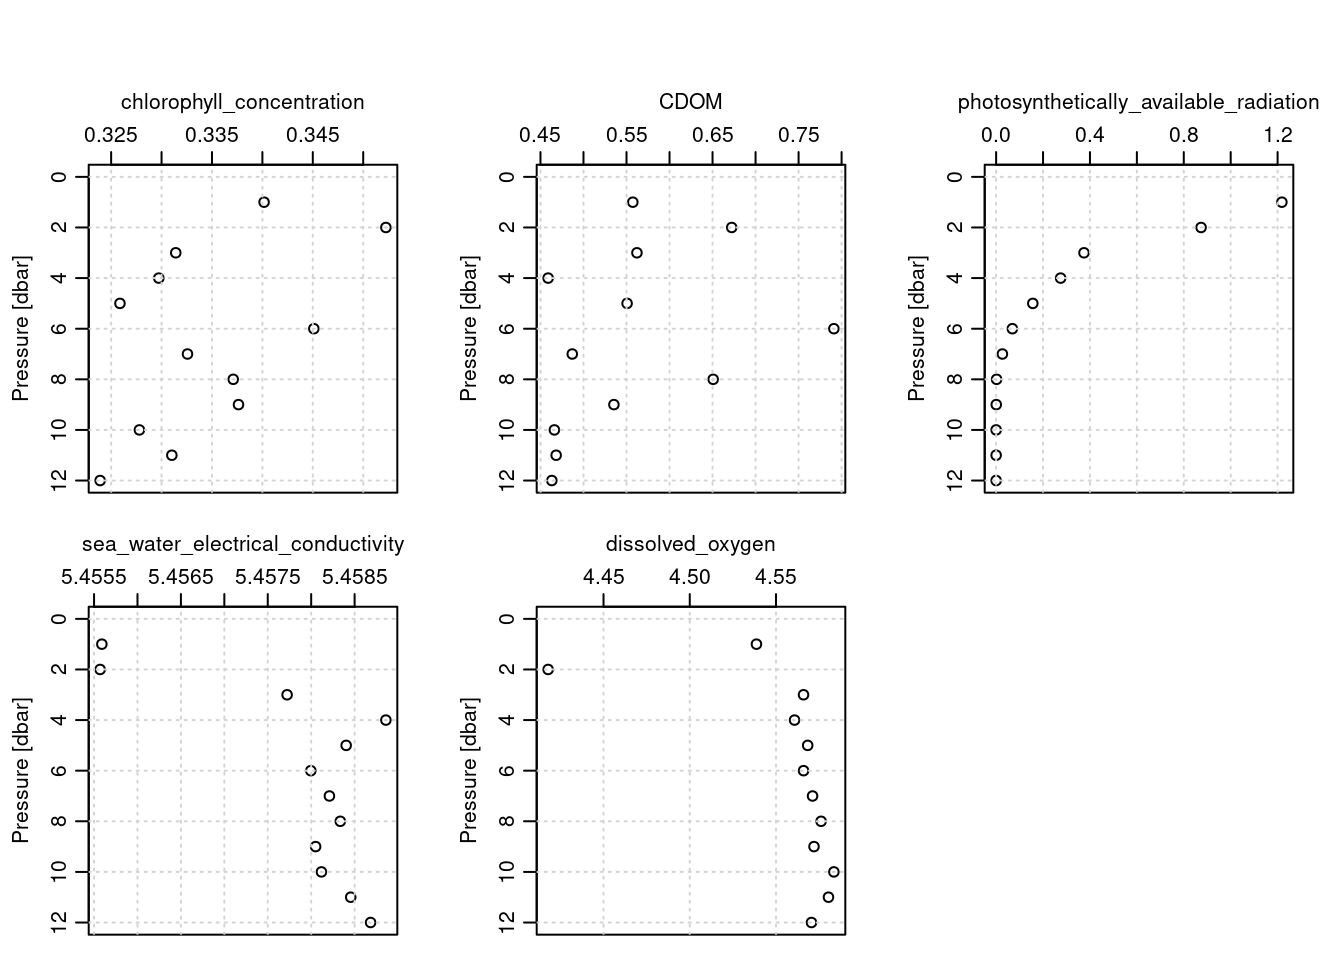 chlorophyll_concentration
0.325 0.335 0.345
Pressure [dbar]
0 2 4 6 8 10 12
CDOM
0.45 0.55 0.65 0.75
Pressure [dbar]
0 2 4 6 8 10 12
photosynthetically_available_radiation
0.0 0.4 0.8 1.2
Pressure [dbar]
0 2 4 6 8 10 12
sea_water_electrical_conductivity
5.4555 5.4565 5.4575 5.4585
Pressure [dbar]
0 2 4 6 8 10 12
dissolved_oxygen
4.45 4.50 4.55
Pressure [dbar]
0 2 4 6 8 10 12